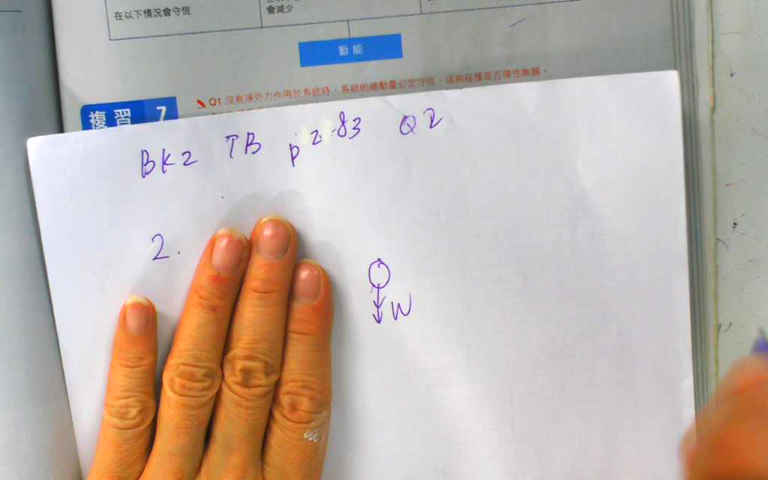 在以下情況會守恆
會減少
動能
複習 7
Q1 沒有淨外力作用於系統時，系統的總動量必定守恆，這與碰撞是否彈性無關。
BK2 TB p 283 Q2
2.
W